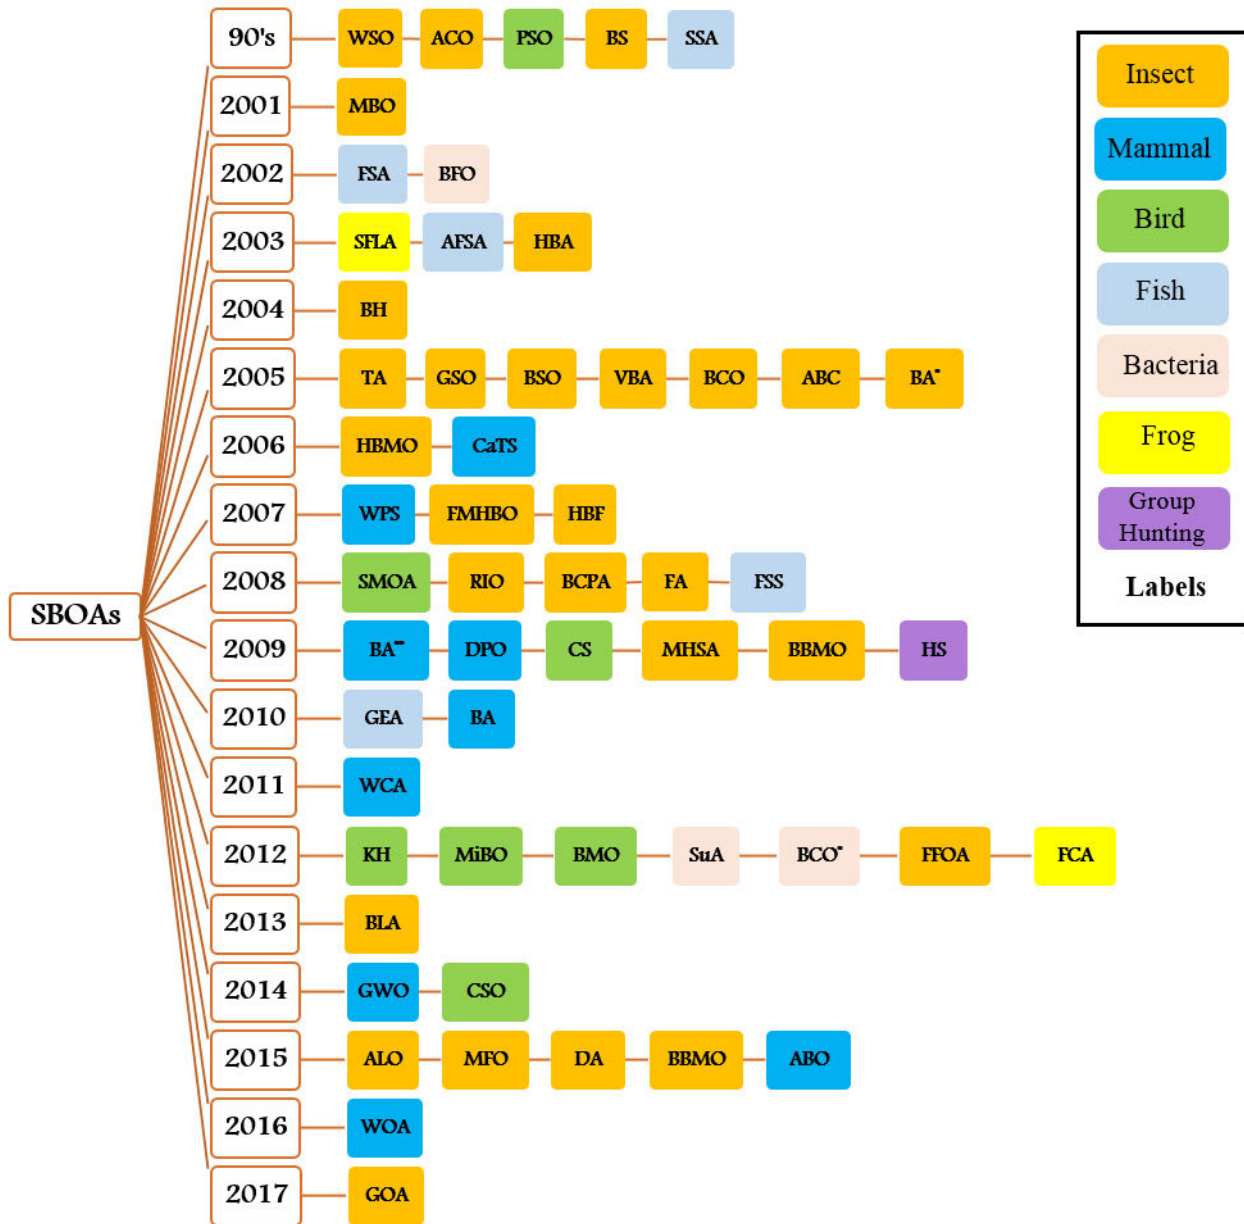 90's WSO ACO PSO BS SSA
2001 MBO
2002 FSA BFO
2003 SFLA AFSA HBA
2004 BH
2005 TA GSO BSO VBA BCO ABC BA*
2006 HBMO CaTS
2007 WPS FMHBO HBF
2008 SMOA RIO BCPA FA FSS
SBOAs
2009 BA** DPO CS MHSA BBMO HS
2010 GEA BA
2011 WCA
2012 KH MiBO BMO SuA BCO* FFOA FCA
2013 BLA
2014 GWO CSO
2015 ALO MFO DA BBMO ABO
2016 WOA
2017 GOA
Insect
Mammal
Bird
Fish
Bacteria
Frog
Group
Hunting
Labels